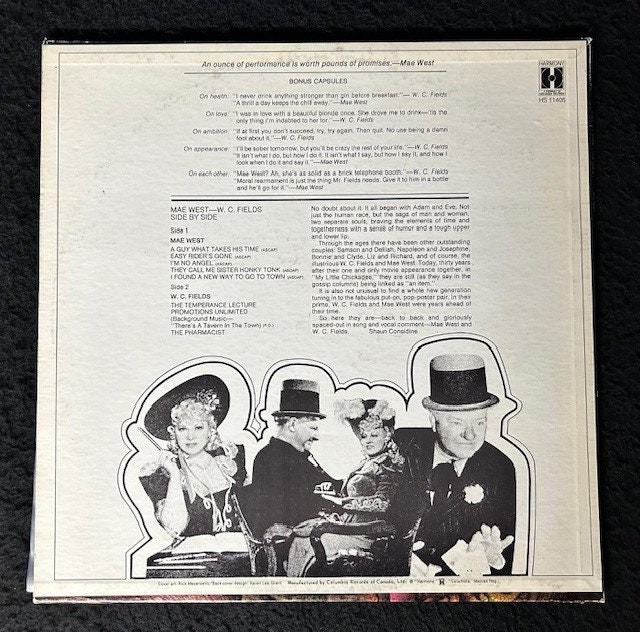 An ounce of performance is worth pounds of promises.—Mae West
HARMONY
HS 11405
BONUS CAPSULES
On health: "I never drink anything stronger than gin before breakfast."— W. C. Fields
"A thrill a day keeps the chill away."—Mae West
On love: "I was in love with a beautiful blonde once. She drove me to drink—'tis the
only thing I'm indebted to her for."—W. C. Fields
On ambition: "If at first you don't succeed, try, try again. Then quit. No use being a damn
fool about it."—W. C. Fields
On appearance: "I'll be sober tomorrow, but you'll be crazy the rest of your life."—W. C. Fields
"It isn't what I do, but how I do it. It isn't what I say, but how I say it, and how I
look when I do it and say it."—Mae West
On each other: "Mae West? Ah, she's as solid as a brick telephone booth."—W. C. Fields
"Moral rearmament is just the thing Mr. Fields needs. Give it to him in a bottle
and he'll go for it."—Mae West
MAE WEST—W. C. FIELDS
SIDE BY SIDE
Side 1
MAE WEST
A GUY WHAT TAKES HIS TIME (ASCAP)
EASY RIDER'S GONE (ASCAP)
I'M NO ANGEL (ASCAP)
THEY CALL ME SISTER HONKY TONK (ASCAP)
I FOUND A NEW WAY TO GO TO TOWN (ASCAP)
Side 2
W. C. FIELDS
THE TEMPERANCE LECTURE
PROMOTIONS UNLIMITED
(Background Music—
"There's A Tavern In The Town) (P.D.)
THE PHARMACIST
No doubt about it. It all began with Adam and Eve. Not
just the human race, but the saga of man and woman,
two separate souls, braving the elements of time and
togetherness with a sense of humor and a tough upper
and lower lip.
Through the ages there have been other outstanding
couples: Samson and Delilah, Napoleon and Josephine,
Bonnie and Clyde, Liz and Richard, and of course, the
illustrious W. C. Fields and Mae West. Today, thirty years
after their one and only movie appearance together, in
"My Little Chickadee," they are still (as they say in the
gossip columns) being linked as "an item."
It is also not unusual to find a whole new generation
tuning in to the fabulous put-on, pop-poster pair. In their
prime, W. C. Fields and Mae West were years ahead of
their time.
So here they are—back to back and gloriously
spaced-out in song and vocal comment—Mae West and
W. C. Fields. Shaun Considine
Cover art: Rick Meyerowitz/Back cover design: Karen Lee Grant Manufactured by Columbia Records of Canada, Ltd. ® "Harmony," "Columbia," Marcas Reg.